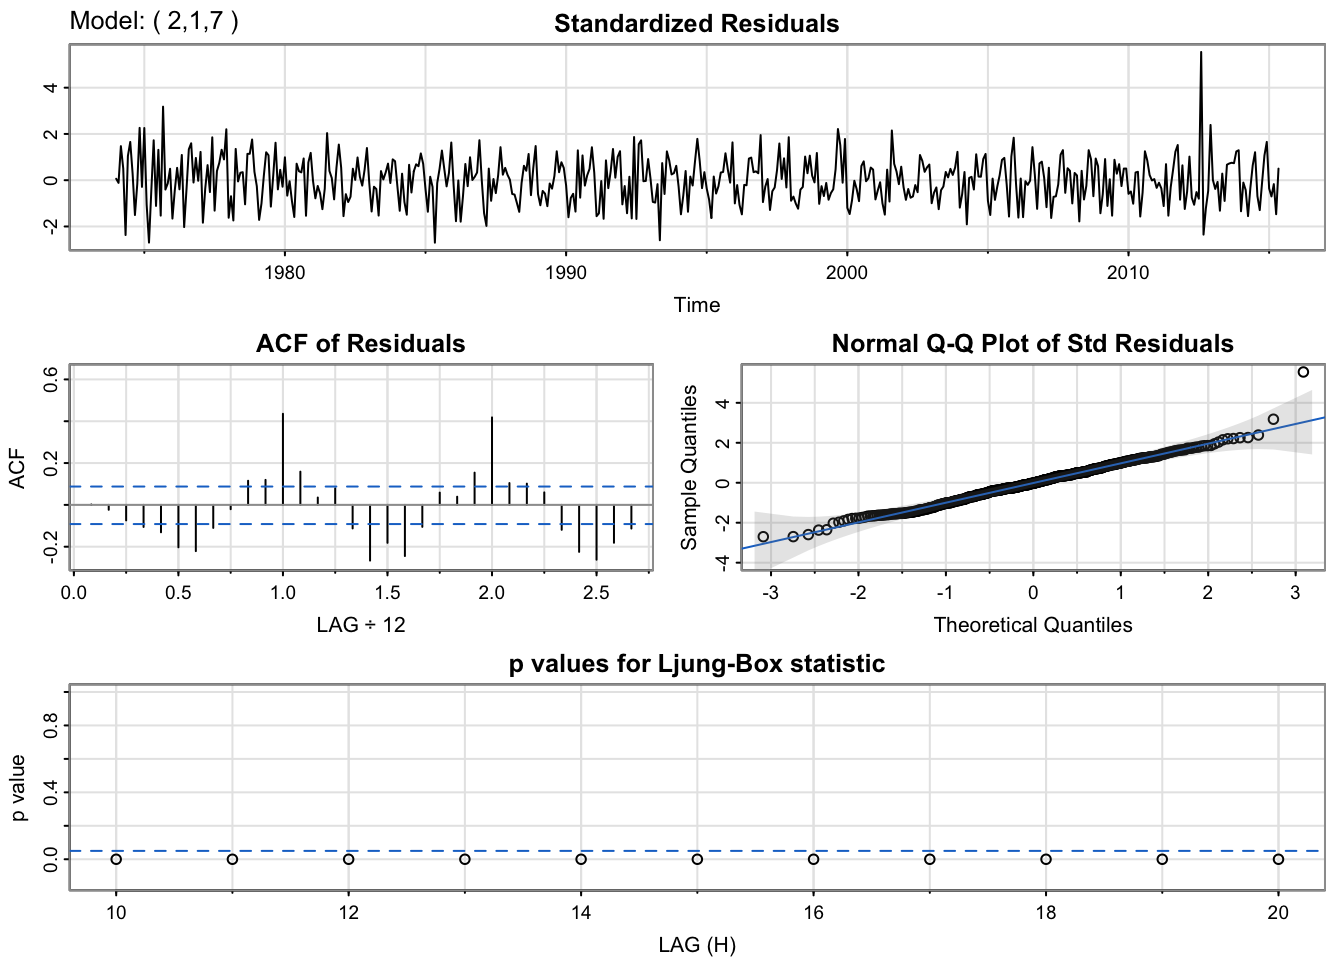 Model: ( 2,1,7 )
Standardized Residuals
4
2
0
-2
1980 1990 2000 2010
Time
ACF of Residuals
ACF
0.6
0.2
-0.2
0.0 0.5 1.0 1.5 2.0 2.5
LAG ÷ 12
Normal Q-Q Plot of Std Residuals
Sample Quantiles
4
2
0
-2
-4
-3 -2 -1 0 1 2 3
Theoretical Quantiles
p values for Ljung-Box statistic
p value
0.8
0.4
0.0
10 12 14 16 18 20
LAG (H)